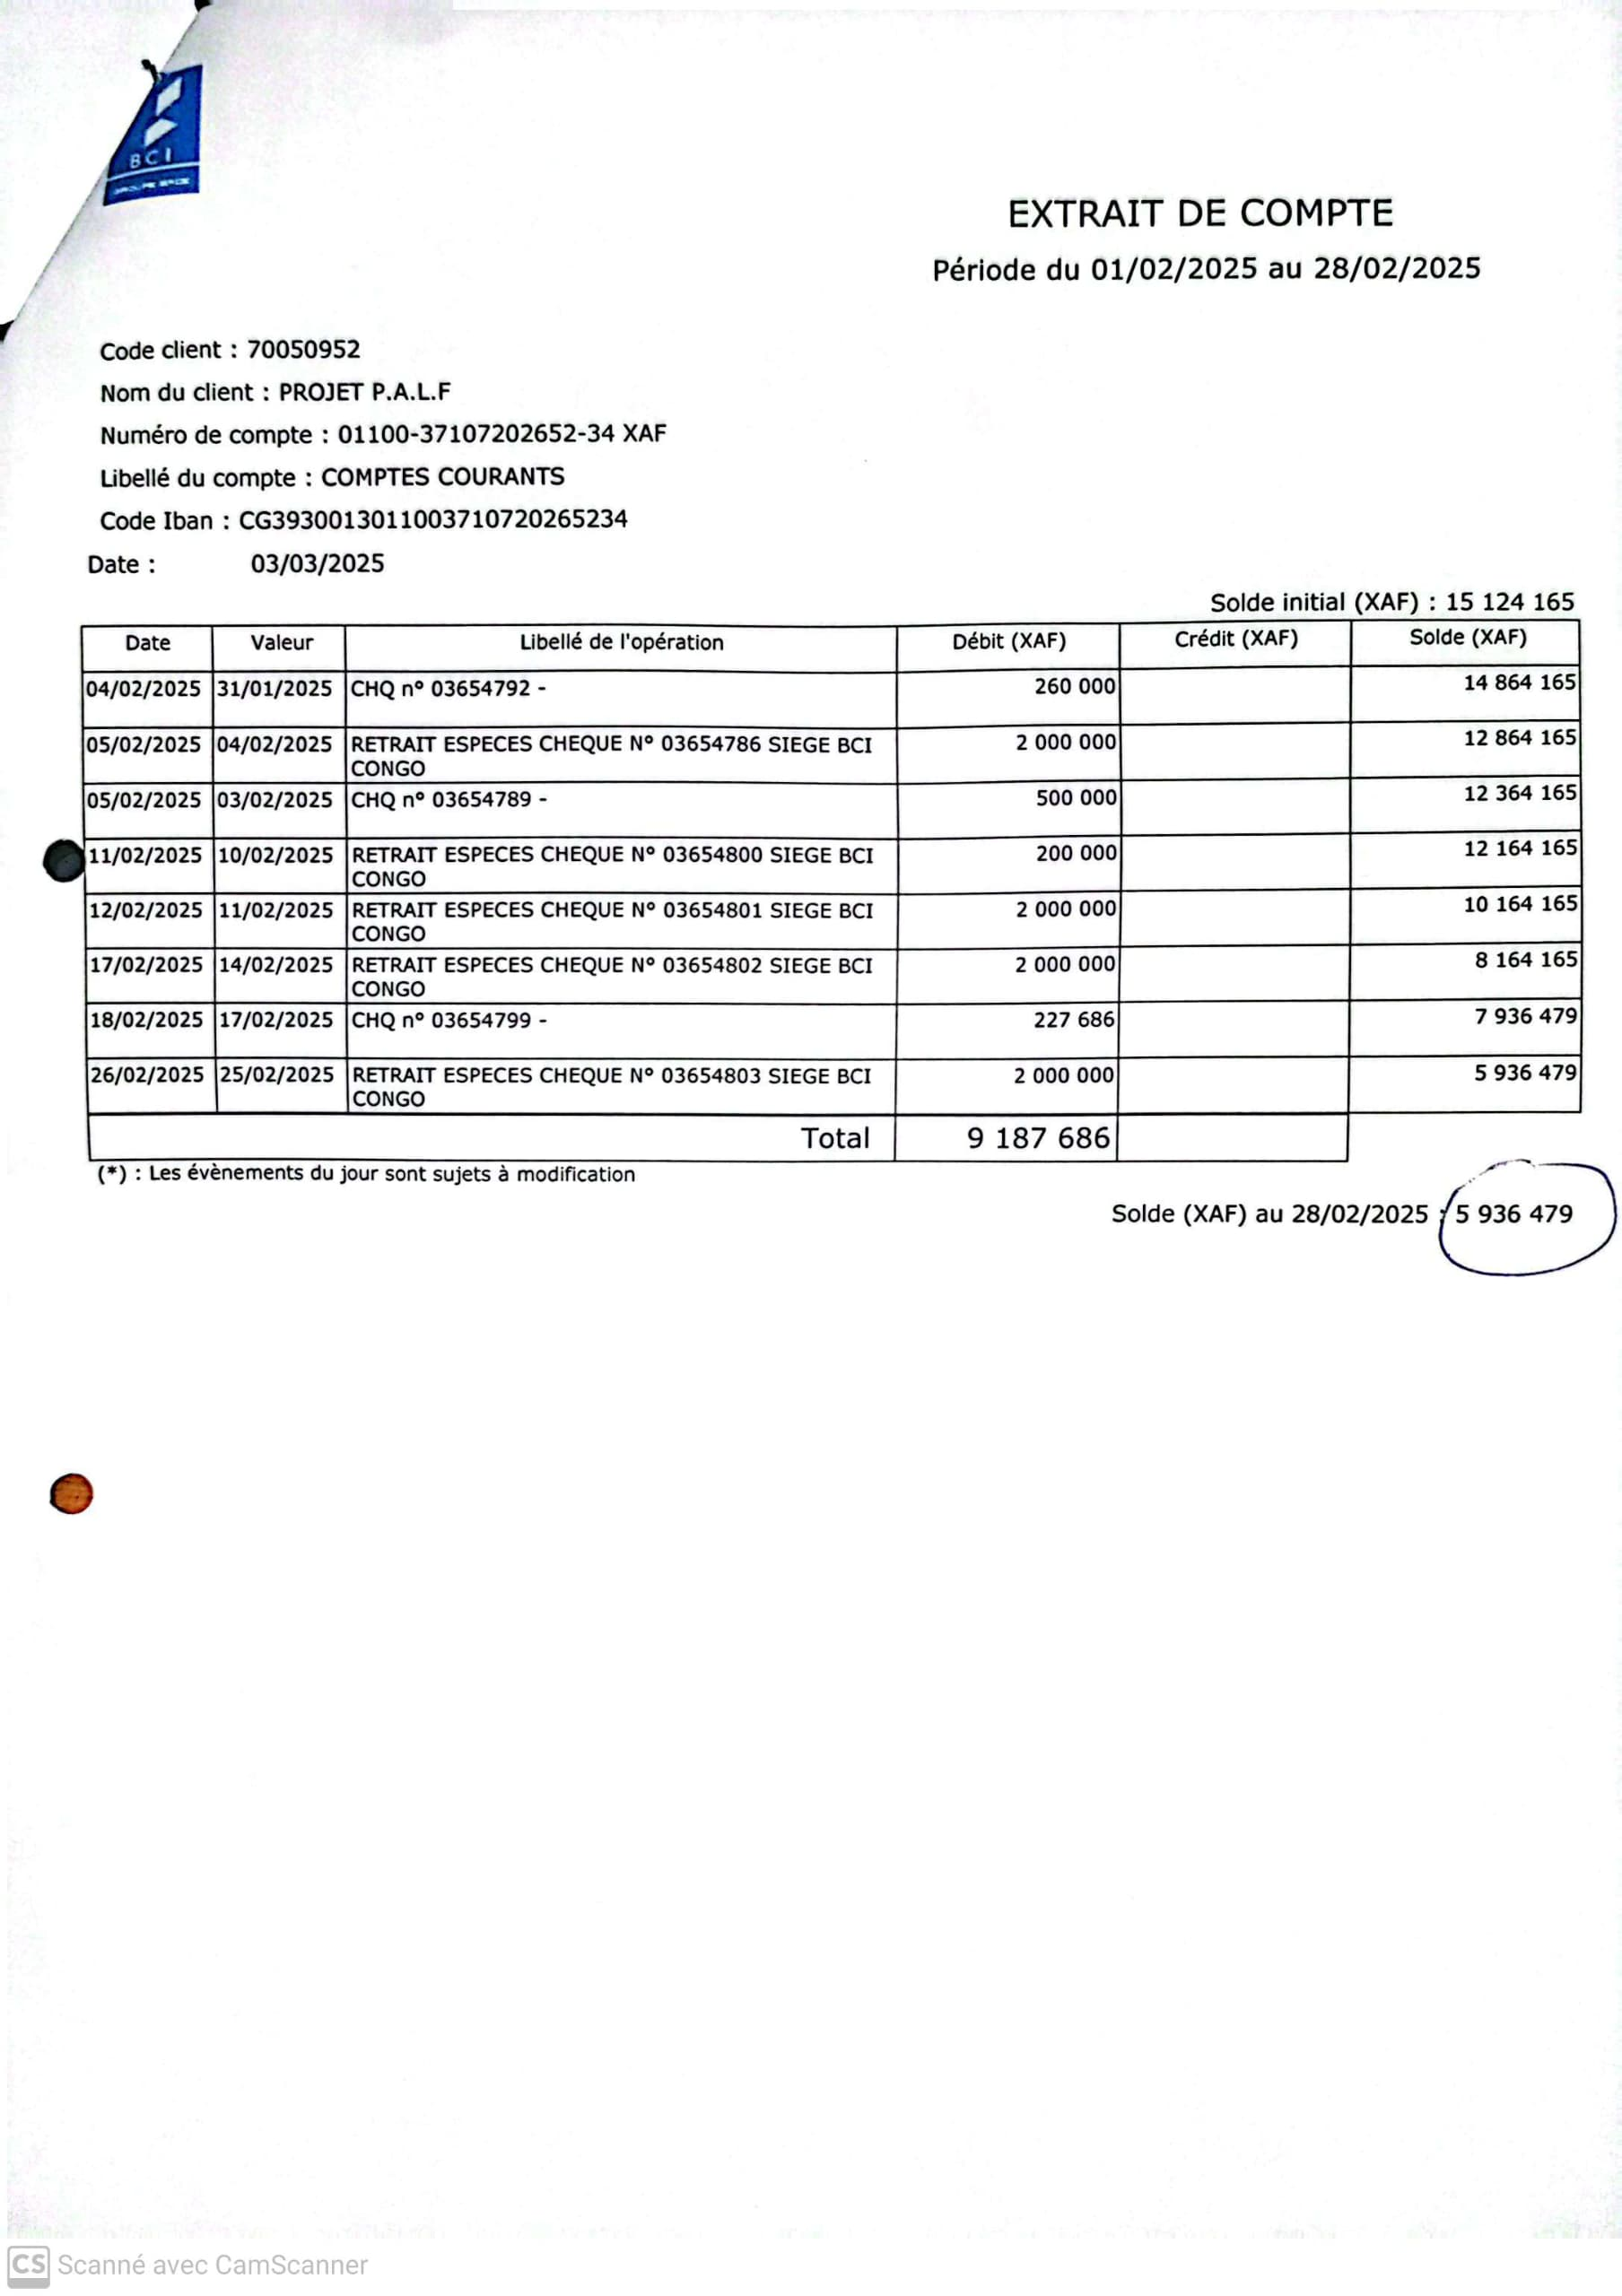 BCI
EXTRAIT DE COMPTE
Période du 01/02/2025 au 28/02/2025
Code client : 70050952
Nom du client : PROJET P.A.L.F
Numéro de compte : 01100-37107202652-34 XAF
Libellé du compte : COMPTES COURANTS
Code Iban : CG3930013011003710720265234
Date : 03/03/2025
Solde initial (XAF) : 15 124 165
Date Valeur Libellé de l'opération Débit (XAF) Crédit (XAF) Solde (XAF)
04/02/2025 31/01/2025 CHQ n° 03654792 - 260 000 14 864 165
05/02/2025 04/02/2025 RETRAIT ESPECES CHEQUE N° 03654786 SIEGE BCI 2 000 000 12 864 165
CONGO
05/02/2025 03/02/2025 CHQ n° 03654789 - 500 000 12 364 165
11/02/2025 10/02/2025 RETRAIT ESPECES CHEQUE N° 03654800 SIEGE BCI 200 000 12 164 165
CONGO
12/02/2025 11/02/2025 RETRAIT ESPECES CHEQUE N° 03654801 SIEGE BCI 2 000 000 10 164 165
CONGO
17/02/2025 14/02/2025 RETRAIT ESPECES CHEQUE N° 03654802 SIEGE BCI 2 000 000 8 164 165
CONGO
18/02/2025 17/02/2025 CHQ n° 03654799 - 227 686 7 936 479
26/02/2025 25/02/2025 RETRAIT ESPECES CHEQUE N° 03654803 SIEGE BCI 2 000 000 5 936 479
CONGO
Total 9 187 686
(*) : Les évènements du jour sont sujets à modification
Solde (XAF) au 28/02/2025 : 5 936 479
CS Scanné avec CamScanner